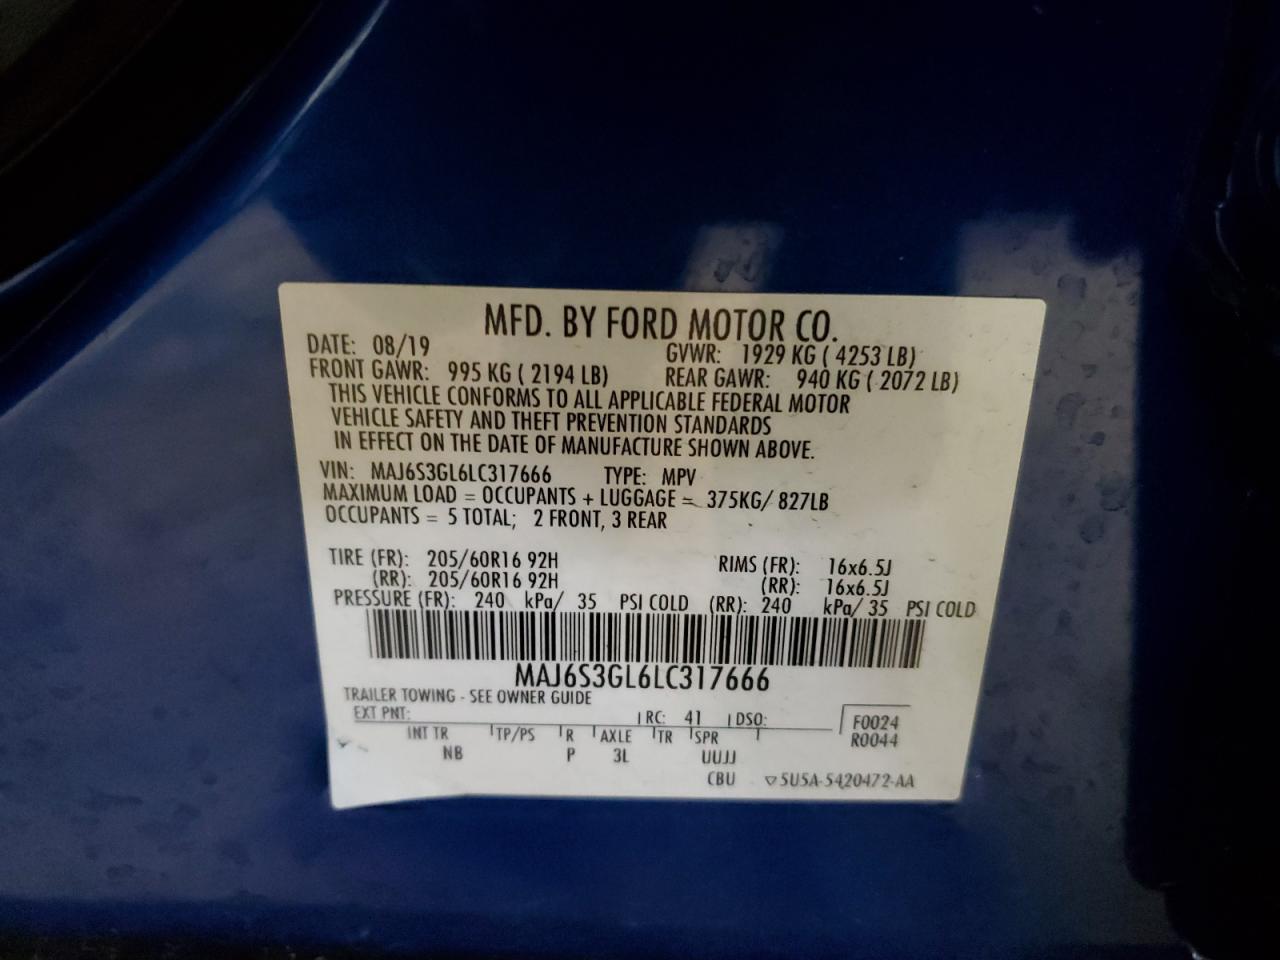 MFD. BY FORD MOTOR CO.
DATE: 08/19 GVWR: 1929 KG ( 4253 LB)
FRONT GAWR: 995 KG ( 2194 LB) REAR GAWR: 940 KG ( 2072 LB)
THIS VEHICLE CONFORMS TO ALL APPLICABLE FEDERAL MOTOR
VEHICLE SAFETY AND THEFT PREVENTION STANDARDS
IN EFFECT ON THE DATE OF MANUFACTURE SHOWN ABOVE.
VIN: MAJ6S3GL6LC317666 TYPE: MPV
MAXIMUM LOAD = OCCUPANTS + LUGGAGE = 375KG/ 827LB
OCCUPANTS = 5 TOTAL; 2 FRONT, 3 REAR
TIRE (FR): 205/60R16 92H RIMS (FR): 16x6.5J
(RR): 205/60R16 92H (RR): 16x6.5J
PRESSURE (FR): 240 kPa/ 35 PSI COLD (RR): 240 kPa/ 35 PSI COLD
MAJ6S3GL6LC317666
TRAILER TOWING - SEE OWNER GUIDE
EXT PNT: RC: 41 DSO: F0024
INT TR TP/PS R AXLE TR SPR R0044
NB P 3L UUJJ
CBU ▽5U5A-5420472-AA